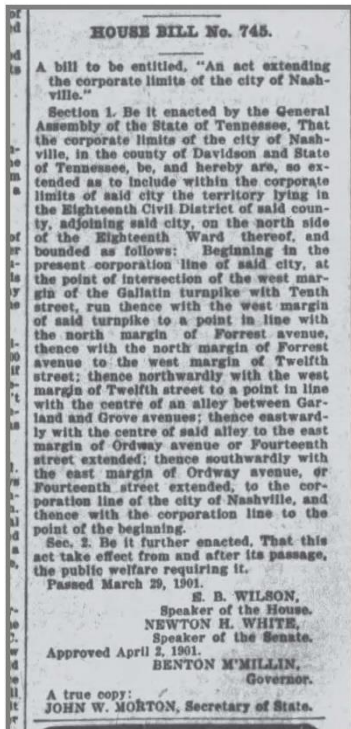 HOUSE BILL No. 745.
A bill to be entitled, "An act extending
the corporate limits of the city of Nash-
ville."
Section 1. Be it enacted by the General
Assembly of the State of Tennessee, That
the corporate limits of the city of Nash-
ville, in the county of Davidson and State
of Tennessee, be, and hereby are, so ex-
tended as to include within the corporate
limits of said city the territory lying in
the Eighteenth Civil District of said coun-
ty, adjoining said city, on the north side
of the Eighteenth Ward thereof, and
bounded as follows: Beginning in the
present corporation line of said city, at
the point of intersection of the west mar-
gin of the Gallatin turnpike with Tenth
street, run thence with the west margin
of said turnpike to a point in line with
the north margin of Forrest avenue,
thence with the north margin of Forrest
avenue to the west margin of Twelfth
street; thence northwardly with the west
margin of Twelfth street to a point in line
with the centre of an alley between Gar-
land and Grove avenues; thence eastward-
ly with the centre of said alley to the east
margin of Ordway avenue or Fourteenth
street extended; thence southwardly with
the east margin of Ordway avenue, or
Fourteenth street extended, to the cor-
poration line of the city of Nashville, and
thence with the corporation line to the
point of the beginning.
Sec. 2. Be it further enacted, That this
act take effect from and after its passage,
the public welfare requiring it.
Passed March 29, 1901.
E. B. WILSON,
Speaker of the House.
NEWTON H. WHITE,
Speaker of the Senate.
Approved April 2, 1901.
BENTON M'MILLIN,
Governor.
A true copy:
JOHN W. MORTON, Secretary of State.